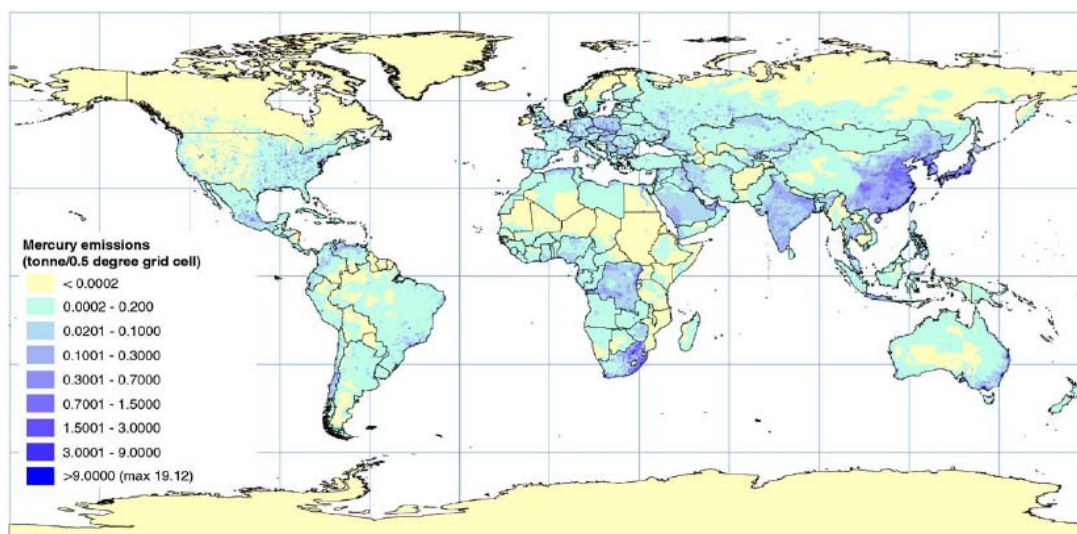 Mercury emissions
(tonne/0.5 degree grid cell)
< 0.0002
0.0002 - 0.200
0.0201 - 0.1000
0.1001 - 0.3000
0.3001 - 0.7000
0.7001 - 1.5000
1.5001 - 3.0000
3.0001 - 9.0000
>9.0000 (max 19.12)